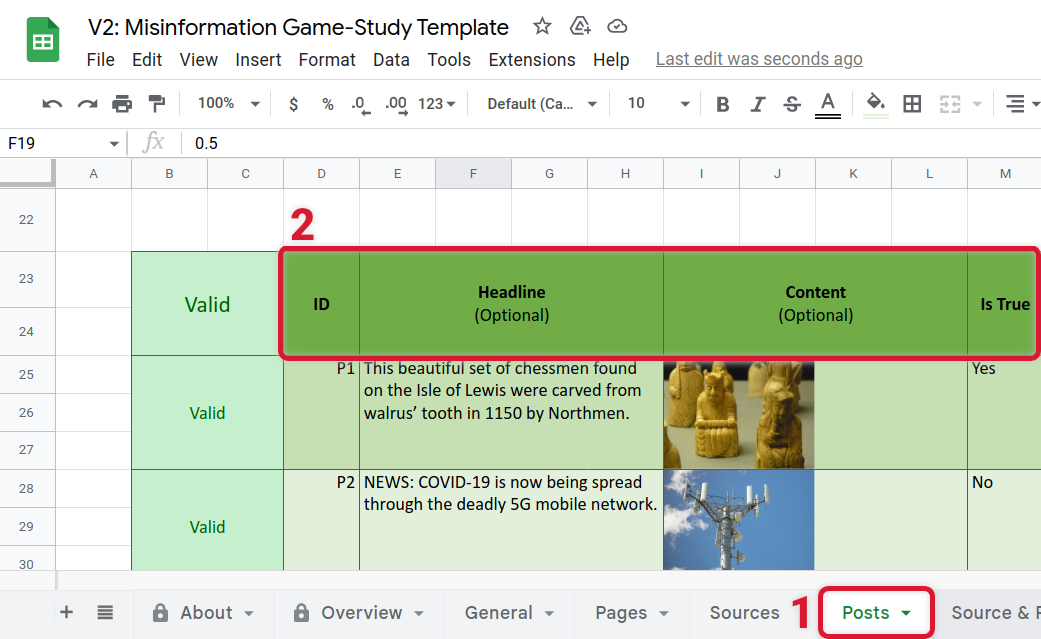 V2: Misinformation Game-Study Template
File Edit View Insert Format Data Tools Extensions Help Last edit was seconds ago
100% $ % .0 .00 123 Default (Ca... 10 B I S A
F19 fx 0.5
A B C D E F G H I J K L M
22
2
23
Valid ID Headline Content Is True
(Optional) (Optional)
24
25 P1 This beautiful set of chessmen found Yes
on the Isle of Lewis were carved from
26 Valid walrus’ tooth in 1150 by Northmen.
27
28 P2 NEWS: COVID-19 is now being spread No
through the deadly 5G mobile network.
29 Valid
30
+ About Overview General Pages Sources 1 Posts Source &